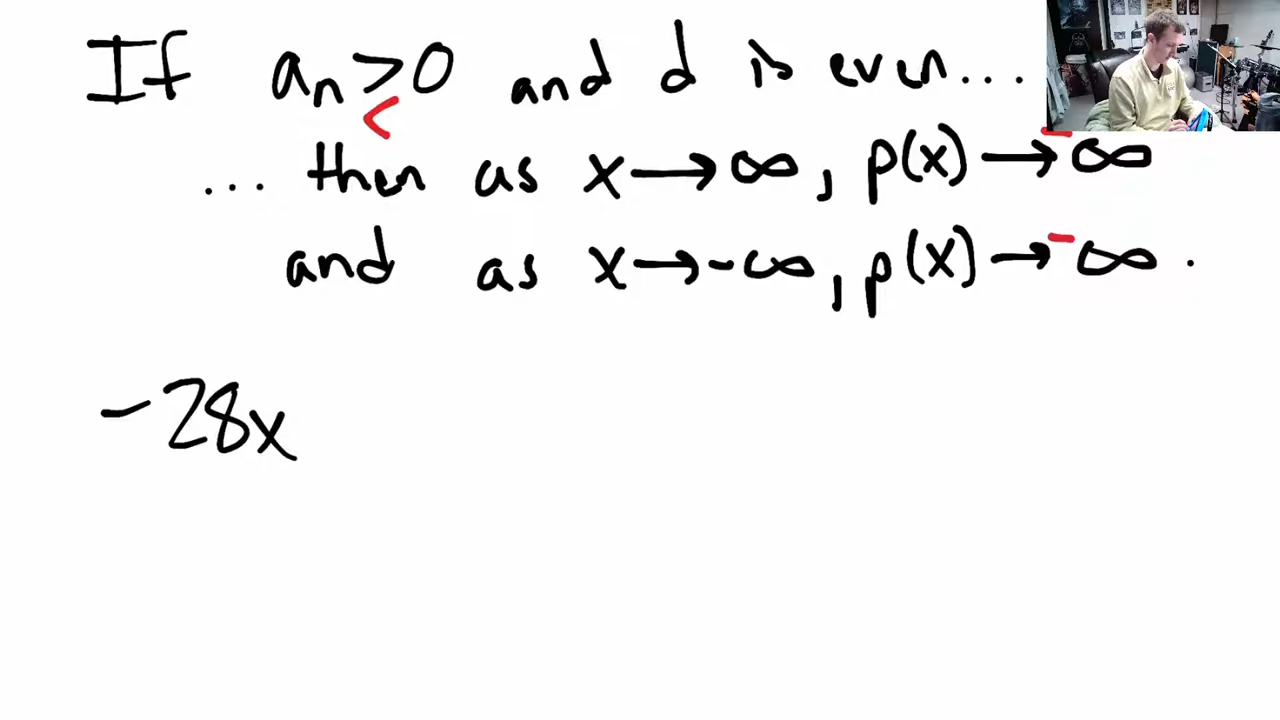 If aₙ > 0 and d is even...
<
... then as x → ∞, p(x) → -∞
and as x → -∞, p(x) → -∞.
-28x